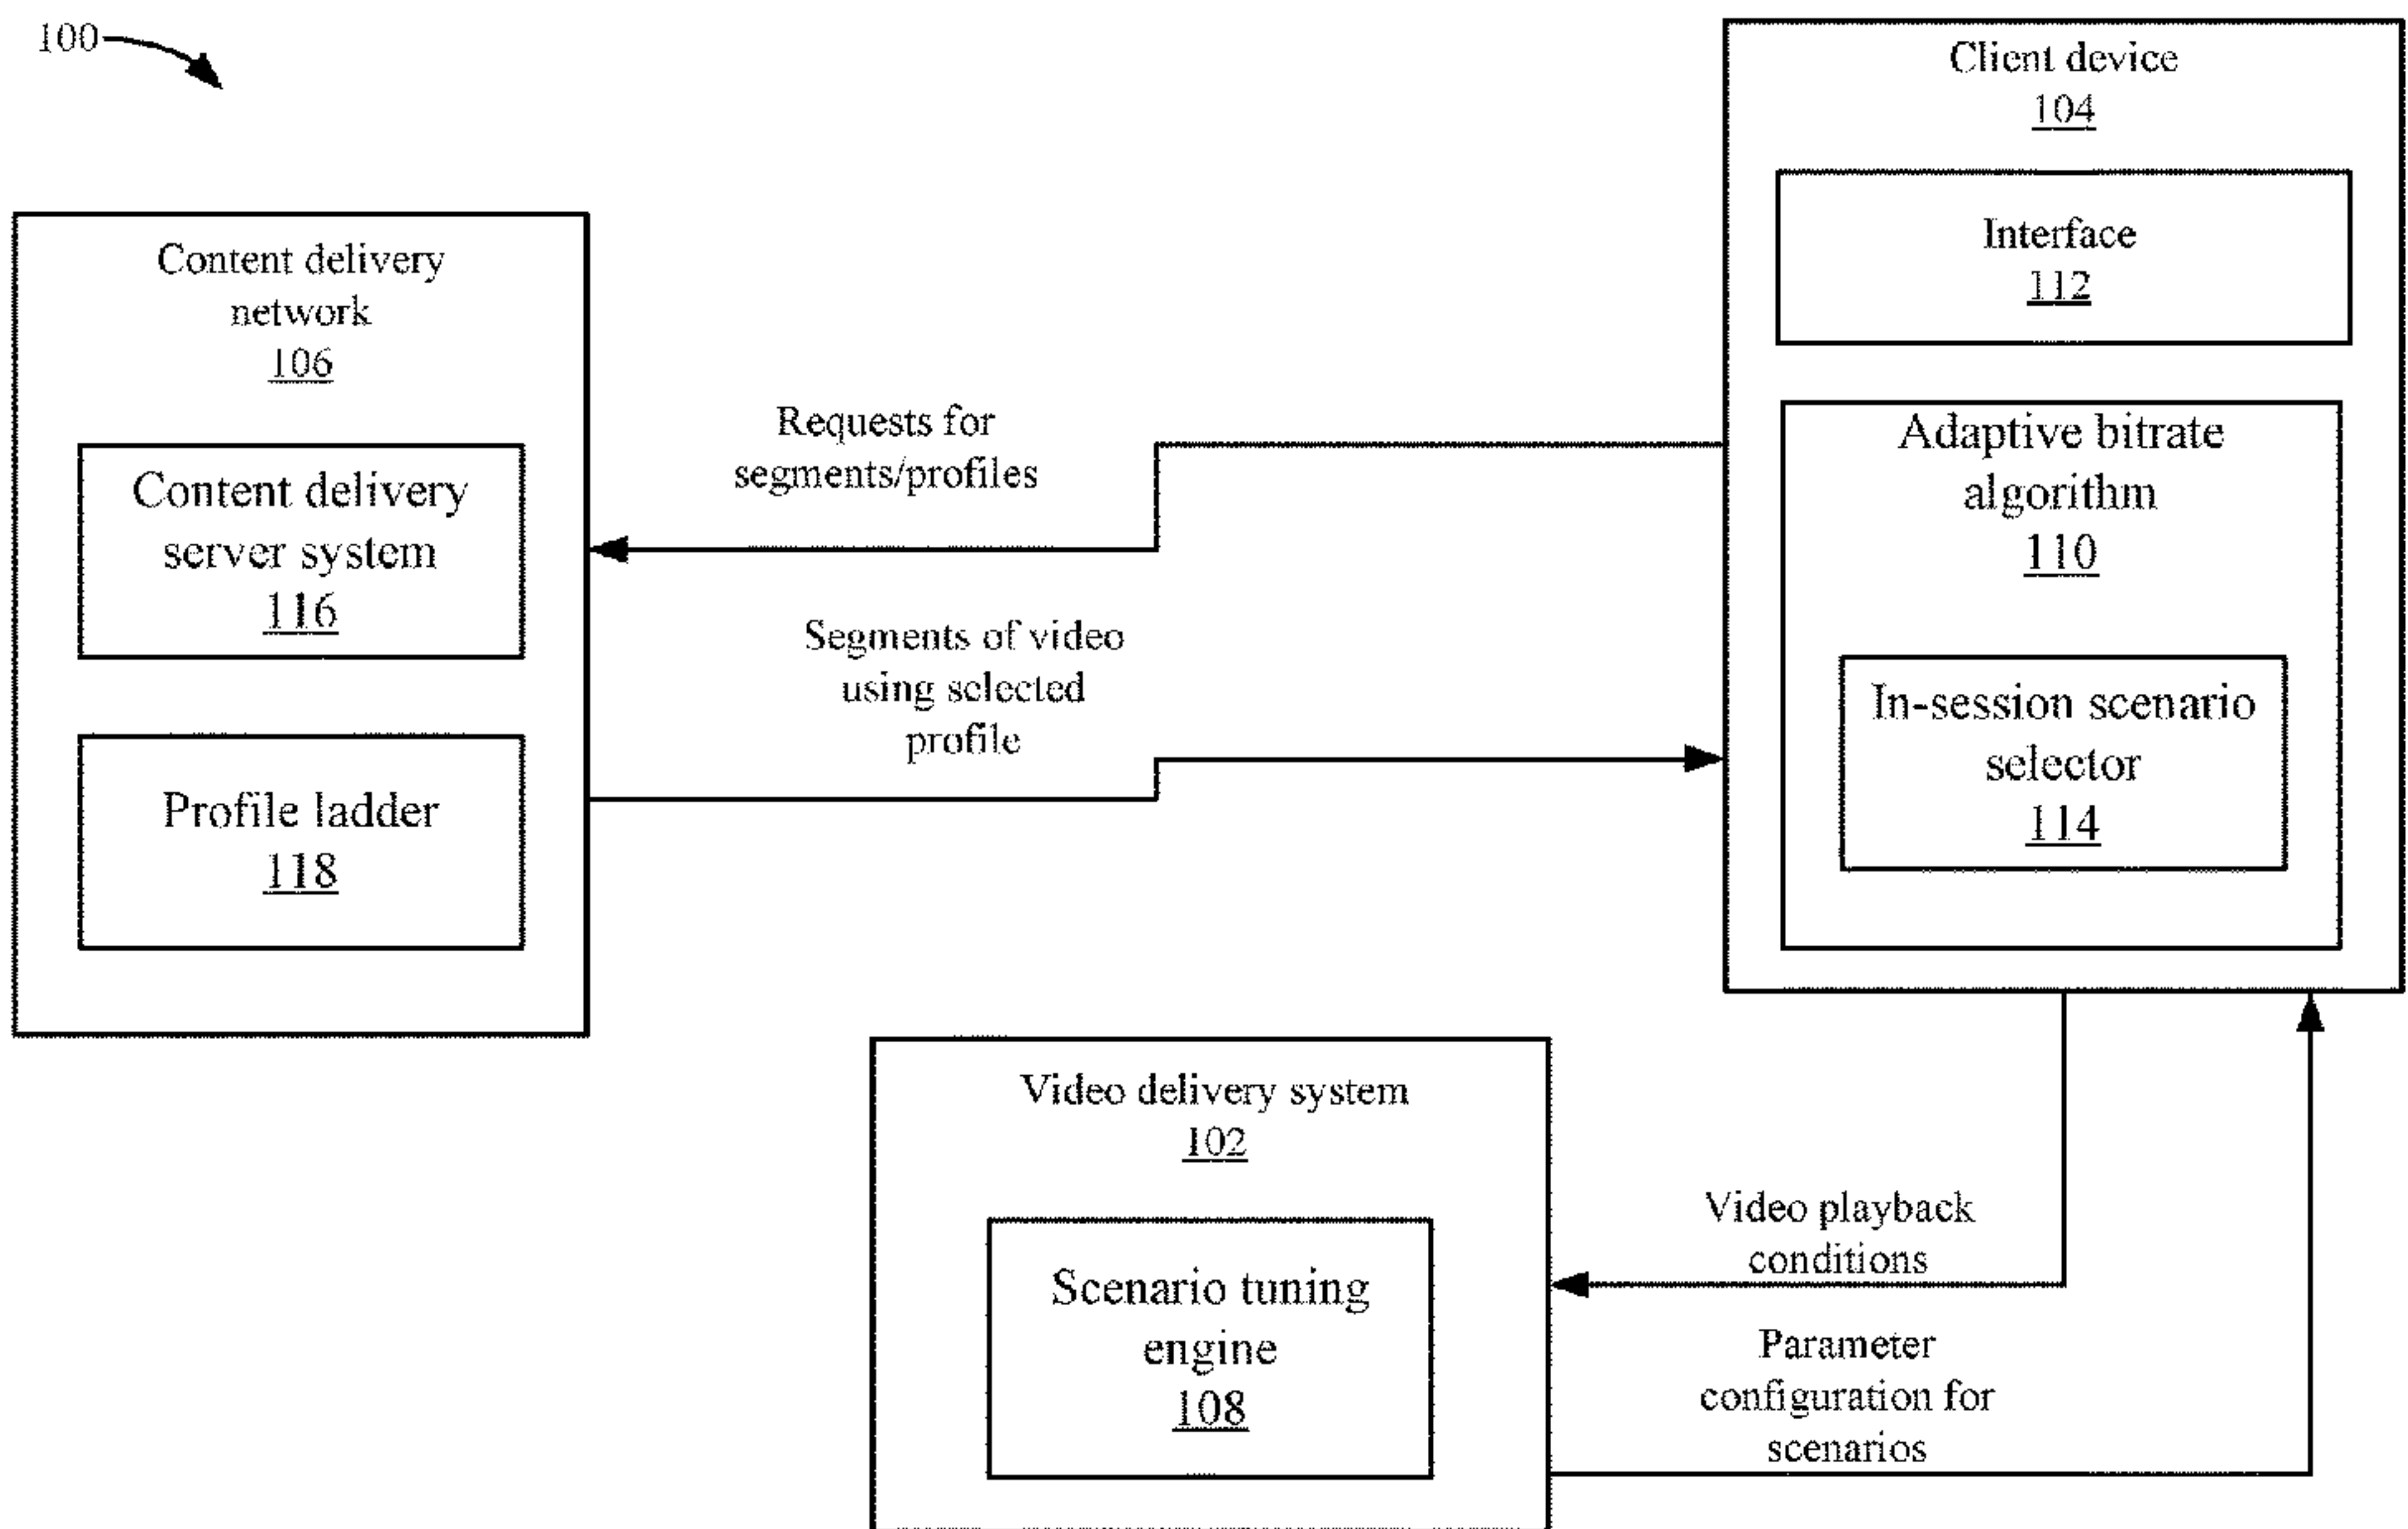 100
Client device
104
Interface
112
Adaptive bitrate
algorithm
110
In-session scenario
selector
114
Content delivery
network
106
Content delivery
server system
116
Profile ladder
118
Requests for
segments/profiles
Segments of video
using selected
profile
Video delivery system
102
Scenario tuning
engine
108
Video playback
conditions
Parameter
configuration for
scenarios